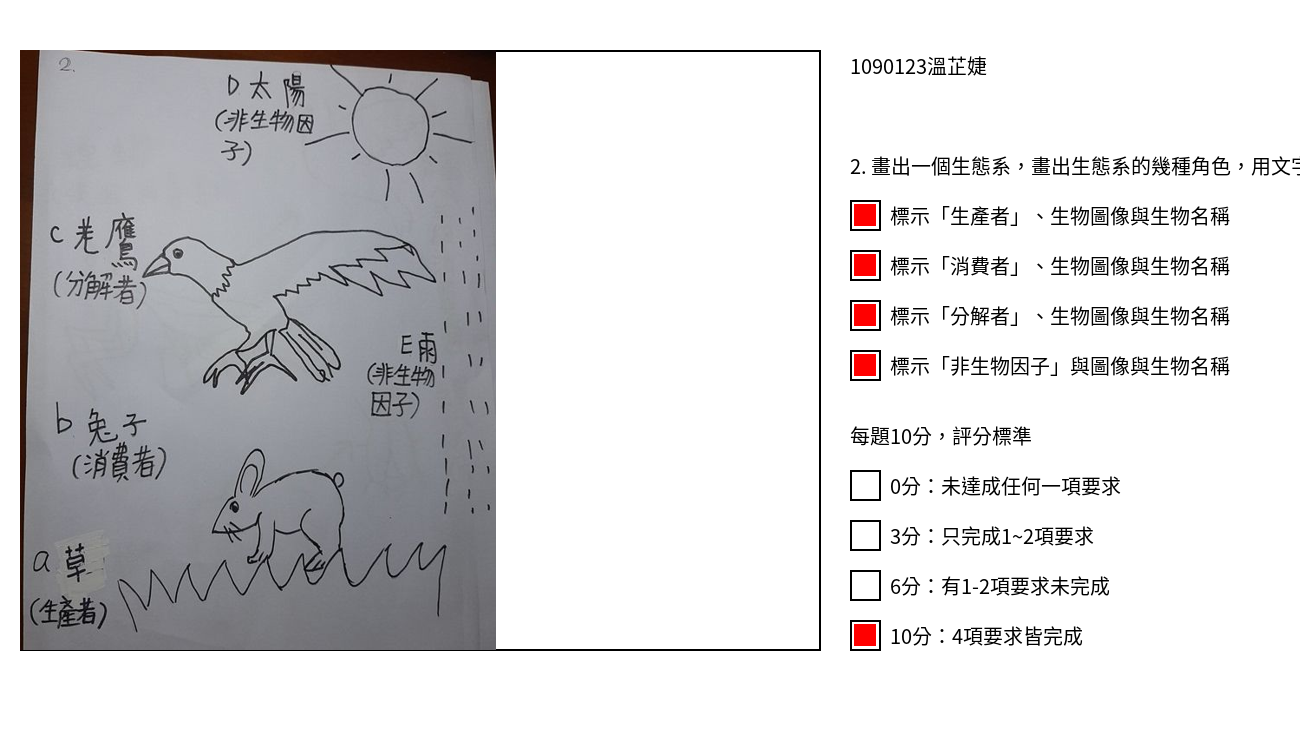 2.
D 太陽
(非生物因
子)
c 老鷹
(分解者)
E雨
(非生物
因子)
b 兔子
(消費者)
a 草
(生產者)
1090123溫芷婕
2. 畫出一個生態系，畫出生態系的幾種角色，用文字
標示「生產者」、生物圖像與生物名稱
標示「消費者」、生物圖像與生物名稱
標示「分解者」、生物圖像與生物名稱
標示「非生物因子」與圖像與生物名稱
每題10分，評分標準
0分：未達成任何一項要求
3分：只完成1~2項要求
6分：有1-2項要求未完成
10分：4項要求皆完成